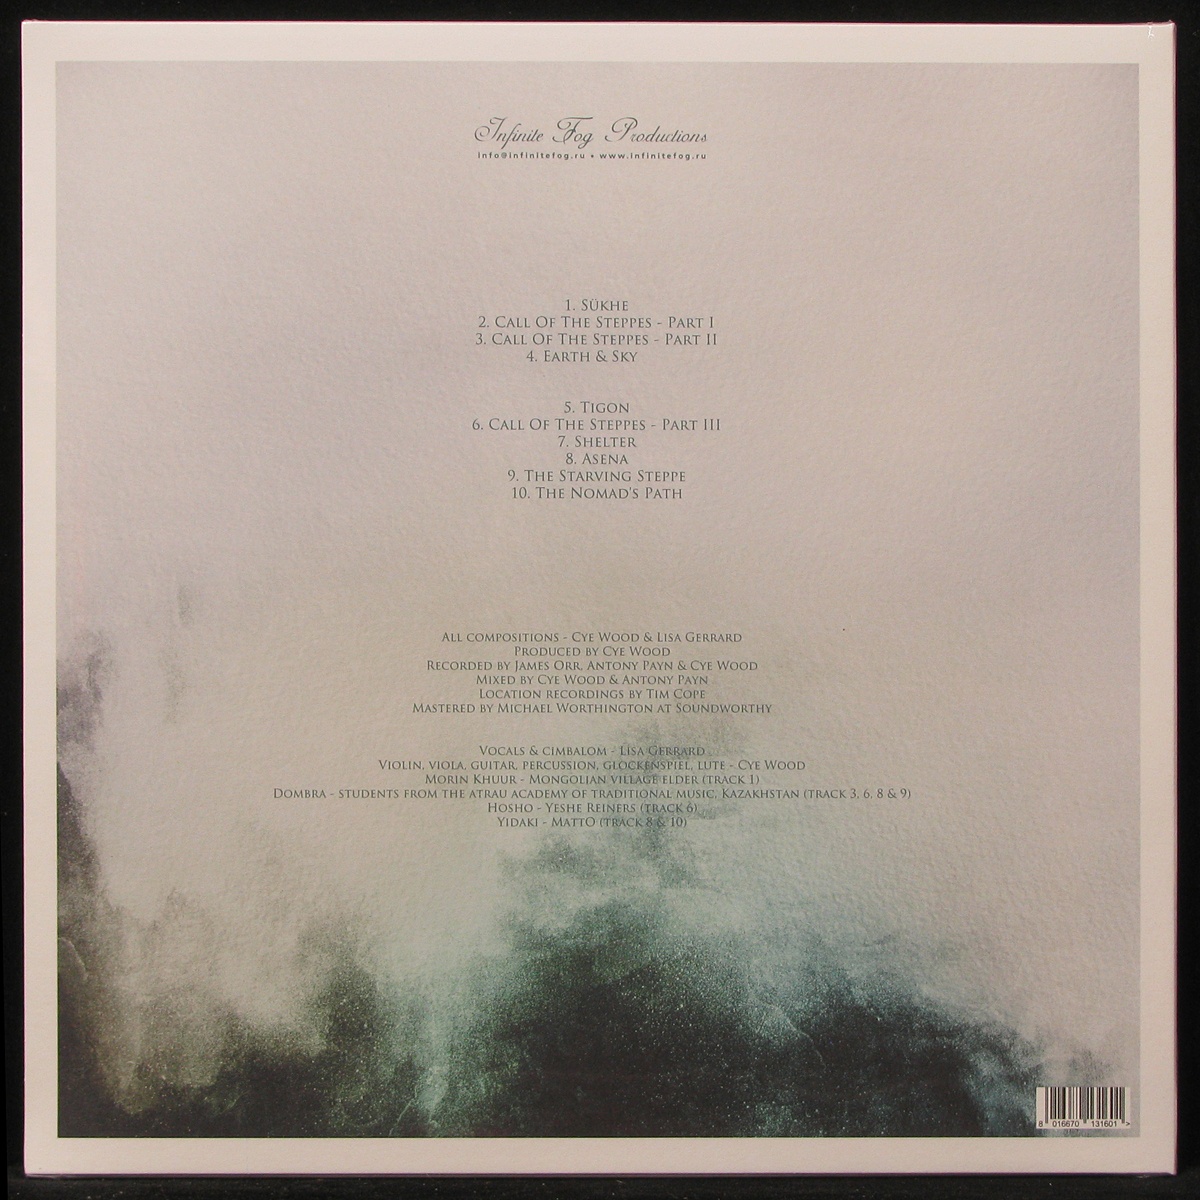 Infinite Fog Productions
info@infinitefog.ru • www.infinitefog.ru
1. Sükhe
2. Call Of The Steppes - Part I
3. Call Of The Steppes - Part II
4. Earth & Sky
5. Tigon
6. Call Of The Steppes - Part III
7. Shelter
8. Asena
9. The Starving Steppe
10. The Nomad's Path
All compositions - Cye Wood & Lisa Gerrard
Produced by Cye Wood
Recorded by James Orr, Antony Payn & Cye Wood
Mixed by Cye Wood & Antony Payn
Location recordings by Tim Cope
Mastered by Michael Worthington at Soundworthy
Vocals & cimbalom - Lisa Gerrard
Violin, viola, guitar, percussion, glockenspiel, lute - Cye Wood
Morin Khuur - Mongolian village elder (track 1)
Dombra - students from the Atrau Academy of Traditional Music, Kazakhstan (track 3, 6, 8 & 9)
Hosho - Yeshe Reiners (track 6)
Yidaki - MattO (track 8 & 10)
8 016670 131601 >